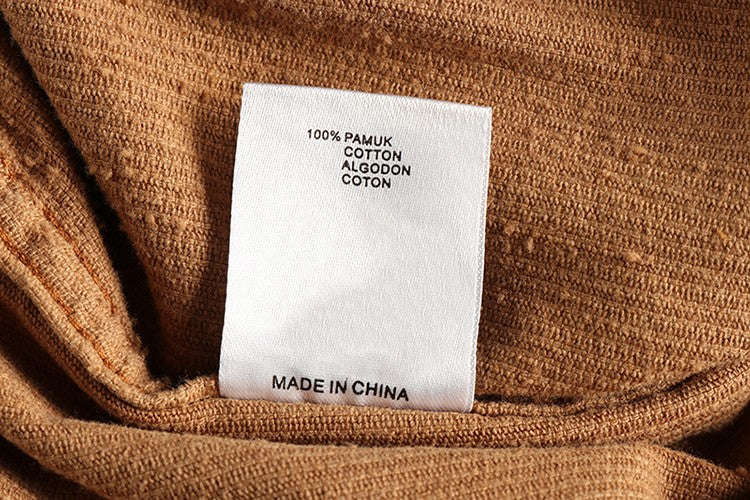 100% PAMUK
COTTON
ALGODON
COTON
MADE IN CHINA